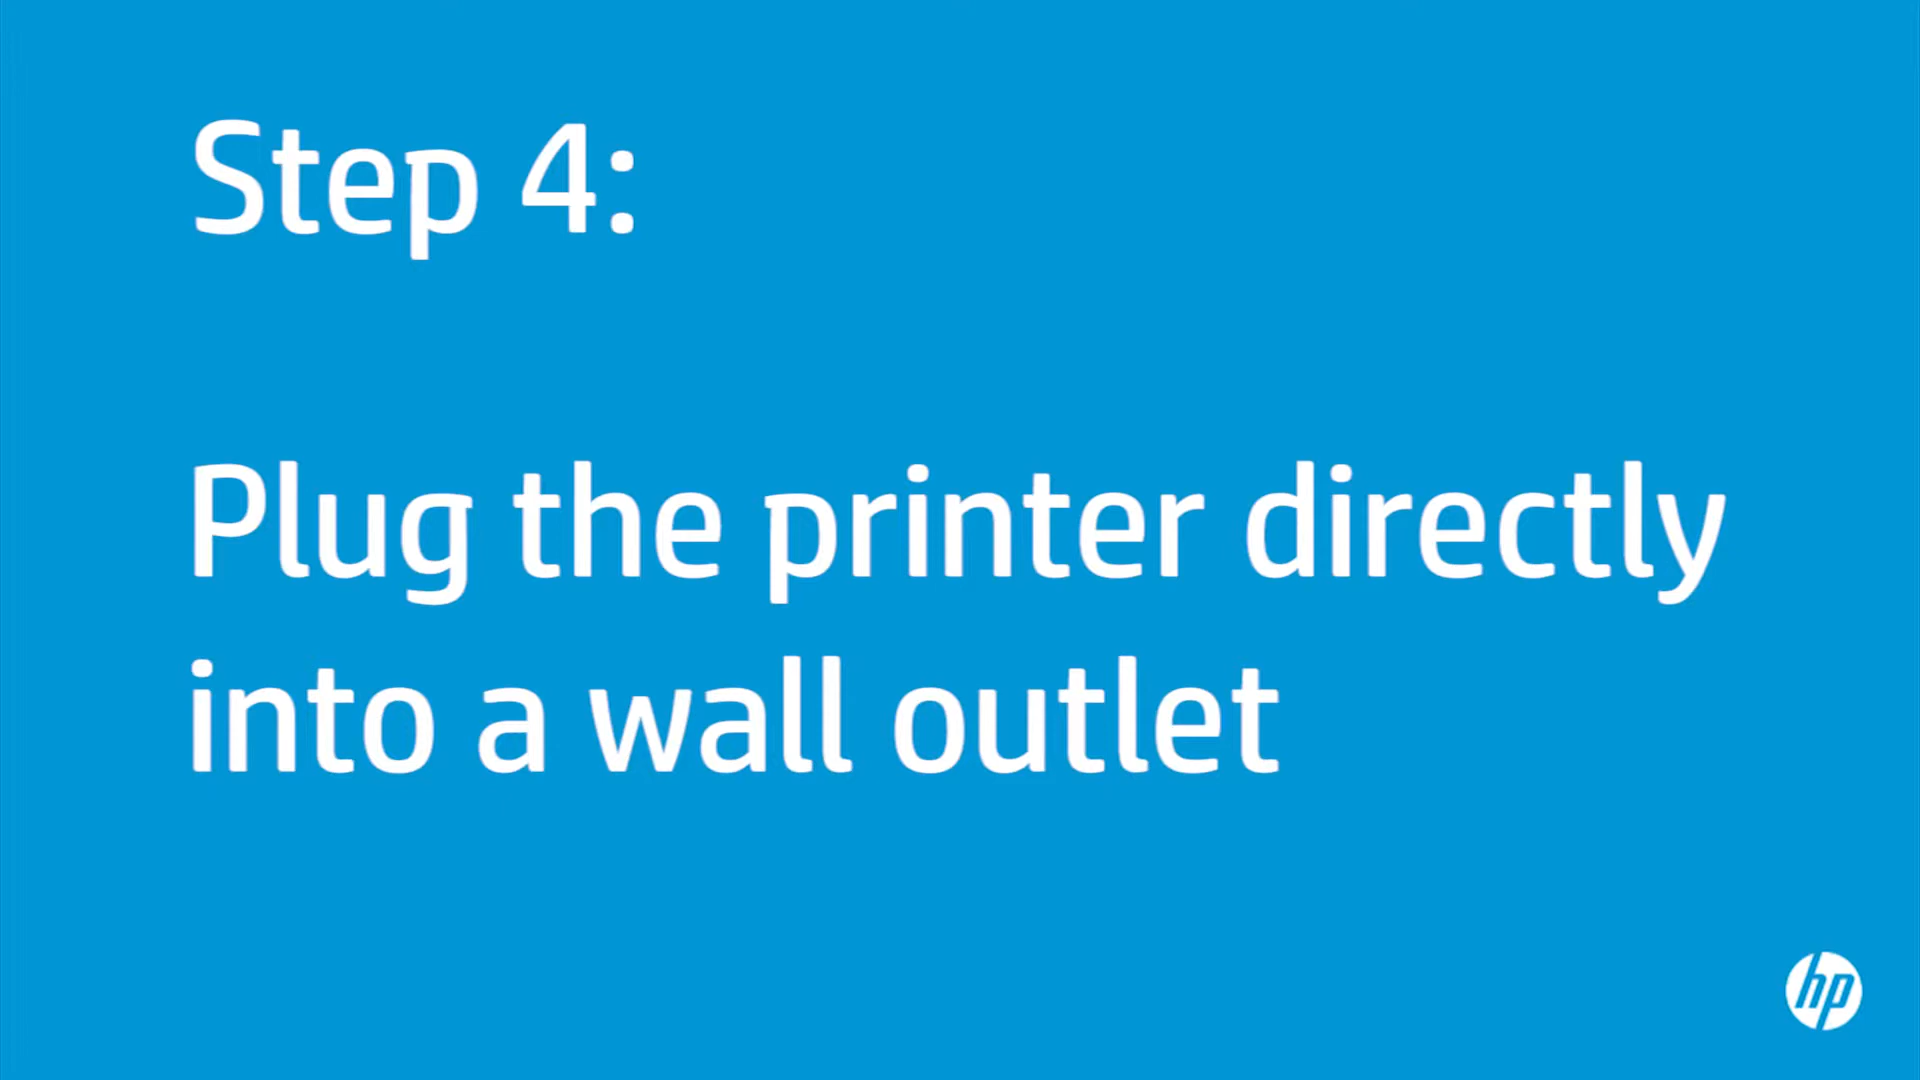 Step 4:
Plug the printer directly
into a wall outlet
hp